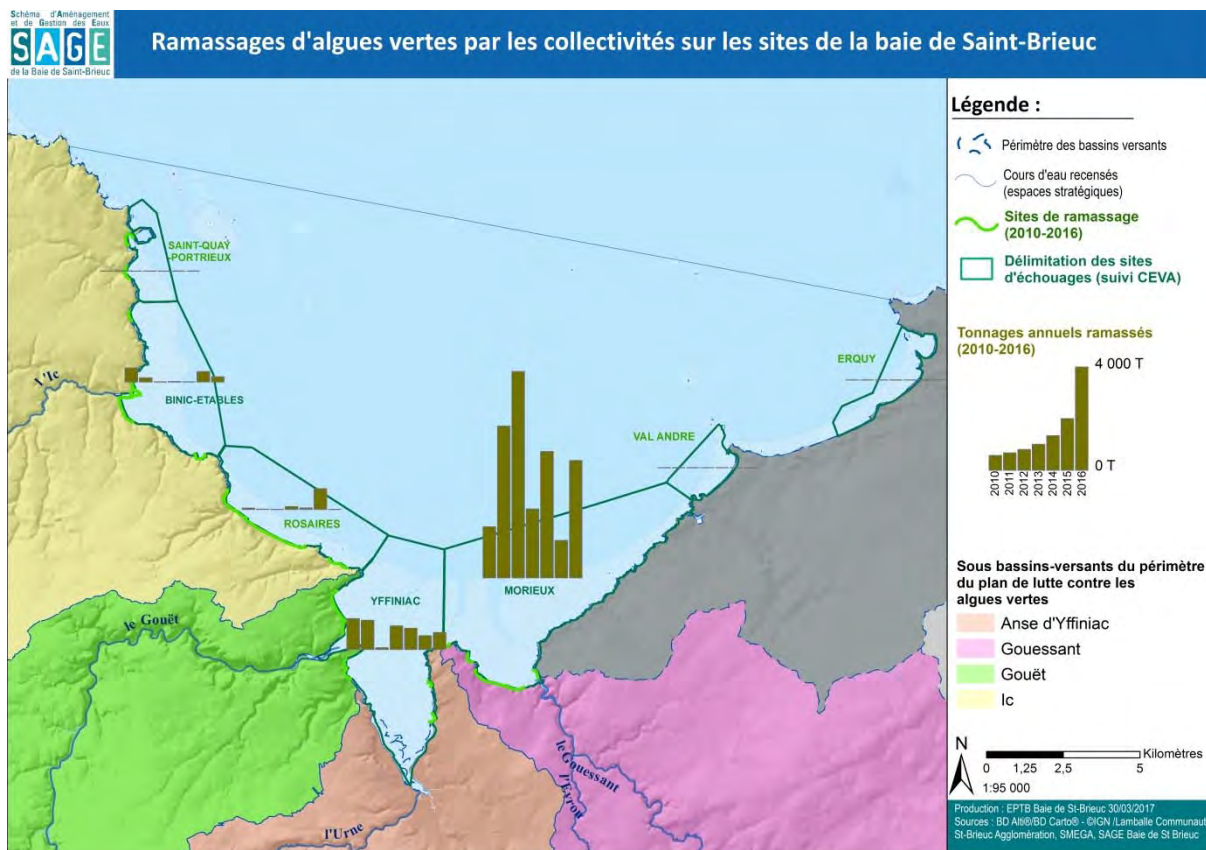 Schéma d'Aménagement
et de Gestion des Eaux
SAGE
de la Baie de Saint-Brieuc
Ramassages d'algues vertes par les collectivités sur les sites de la baie de Saint-Brieuc
SAINT-QUAY
-PORTRIEUX
l'Ic
BINIC-ETABLES
ROSAIRES
YFFINIAC
MORIEUX
VAL ANDRE
ERQUY
le Gouët
l'Urne
le Gouessant
l'Evron
Légende :
Périmètre des bassins versants
Cours d'eau recensés
(espaces stratégiques)
Sites de ramassage
(2010-2016)
Délimitation des sites
d'échouages (suivi CEVA)
Tonnages annuels ramassés
(2010-2016)
4 000 T
0 T
2010
2011
2012
2013
2014
2015
2016
Sous bassins-versants du périmètre
du plan de lutte contre les
algues vertes
Anse d'Yffiniac
Gouessant
Gouët
Ic
N
Kilomètres
0 1,25 2,5 5
1:95 000
Production : EPTB Baie de St-Brieuc 30/03/2017
Sources : BD Alti®/BD Carto® - ©IGN /Lamballe Communaut
St-Brieuc Agglomération, SMEGA, SAGE Baie de St Brieuc